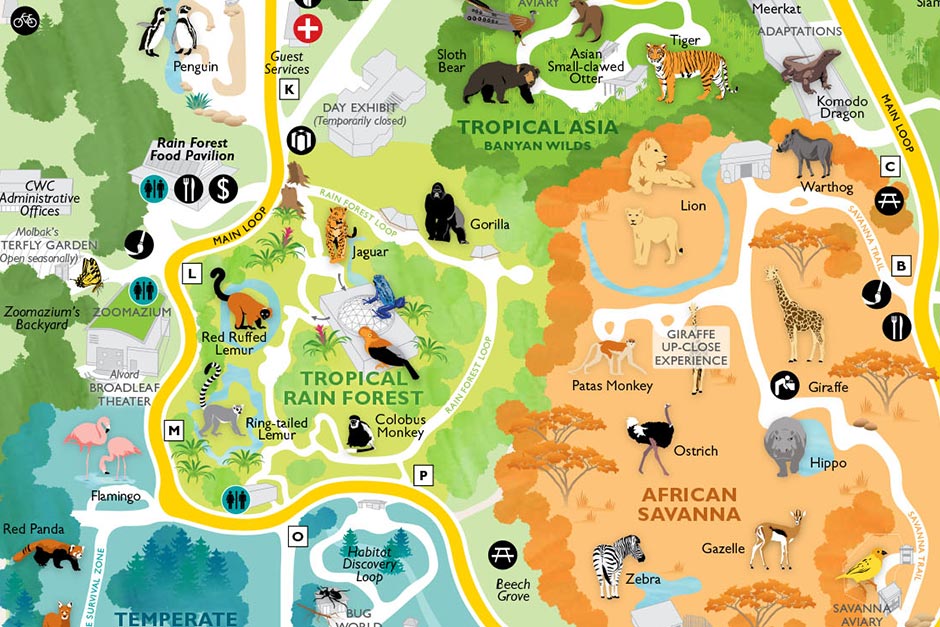 AVIARY
Meerkat
Siam
ADAPTATIONS
Penguin
Guest
Services
K
Sloth
Bear
Asian
Small-clawed
Otter
Tiger
Komodo
Dragon
MAIN LOOP
DAY EXHIBIT
(Temporarily closed)
TROPICAL ASIA
BANYAN WILDS
Rain Forest
Food Pavilion
$
CWC
Administrative
Offices
Molbak's
TERFLY GARDEN
(Open seasonally)
MAIN LOOP
RAIN FOREST LOOP
Gorilla
Jaguar
Lion
Warthog
C
SAVANNA TRAIL
B
L
Zoomazium's
Backyard
ZOOMAZIUM
Red Ruffed
Lemur
Alvord
BROADLEAF
THEATER
TROPICAL
RAIN FOREST
RAIN FOREST LOOP
GIRAFFE
UP-CLOSE
EXPERIENCE
Patas Monkey
Giraffe
M
Ring-tailed
Lemur
Colobus
Monkey
Ostrich
Hippo
P
Flamingo
AFRICAN
SAVANNA
Red Panda
O
Habitat
Discovery
Loop
Beech
Grove
Zebra
Gazelle
SAVANNA TRAIL
E SURVIVAL ZONE
TEMPERATE
BUG
WORLD
SAVANNA
AVIARY